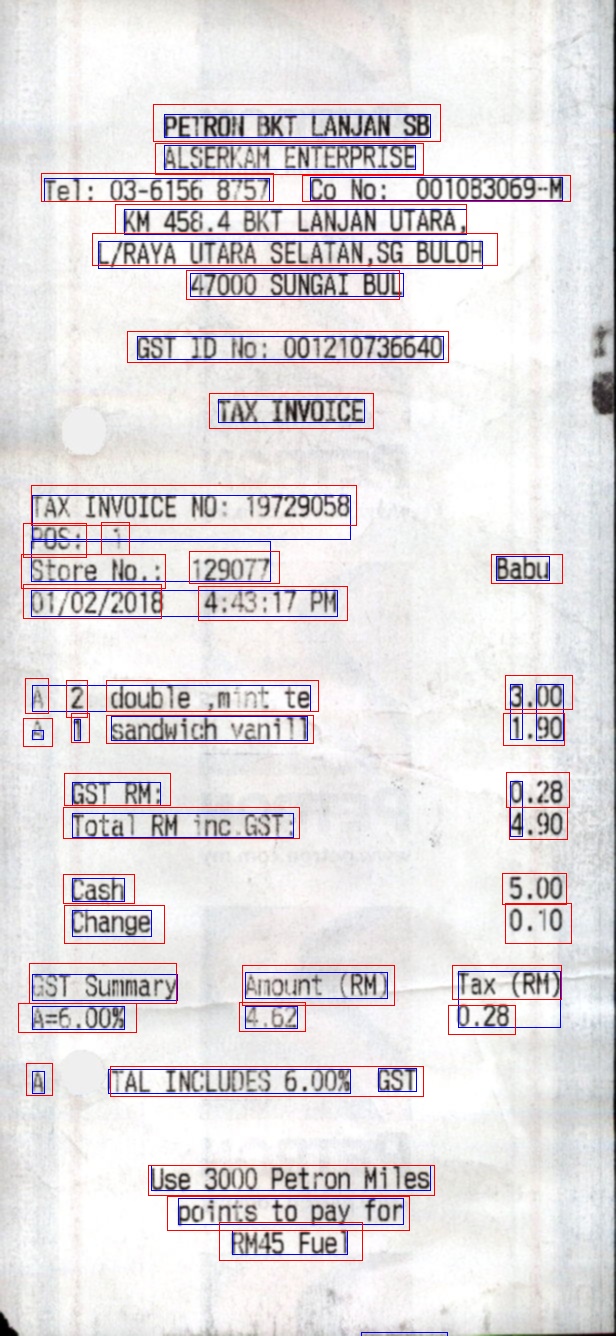 PETRON BKT LANJAN SB
ALSERKAM ENTERPRISE
Tel: 03-6156 8757 Co No: 001083069-M
KM 458.4 BKT LANJAN UTARA,
L/RAYA UTARA SELATAN,SG BULOH
47000 SUNGAI BUL
GST ID No: 001210736640
TAX INVOICE
TAX INVOICE NO: 19729058
POS: 1
Store No.: 129077 Babu
01/02/2018 4:43:17 PM
A 2 double ,mint te 3.00
A 1 sandwich vanill 1.90
GST RM: 0.28
Total RM inc.GST: 4.90
Cash 5.00
Change 0.10
GST Summary Amount (RM) Tax (RM)
A=6.00% 4.62 0.28
A TAL INCLUDES 6.00% GST
Use 3000 Petron Miles
points to pay for
RM45 Fuel